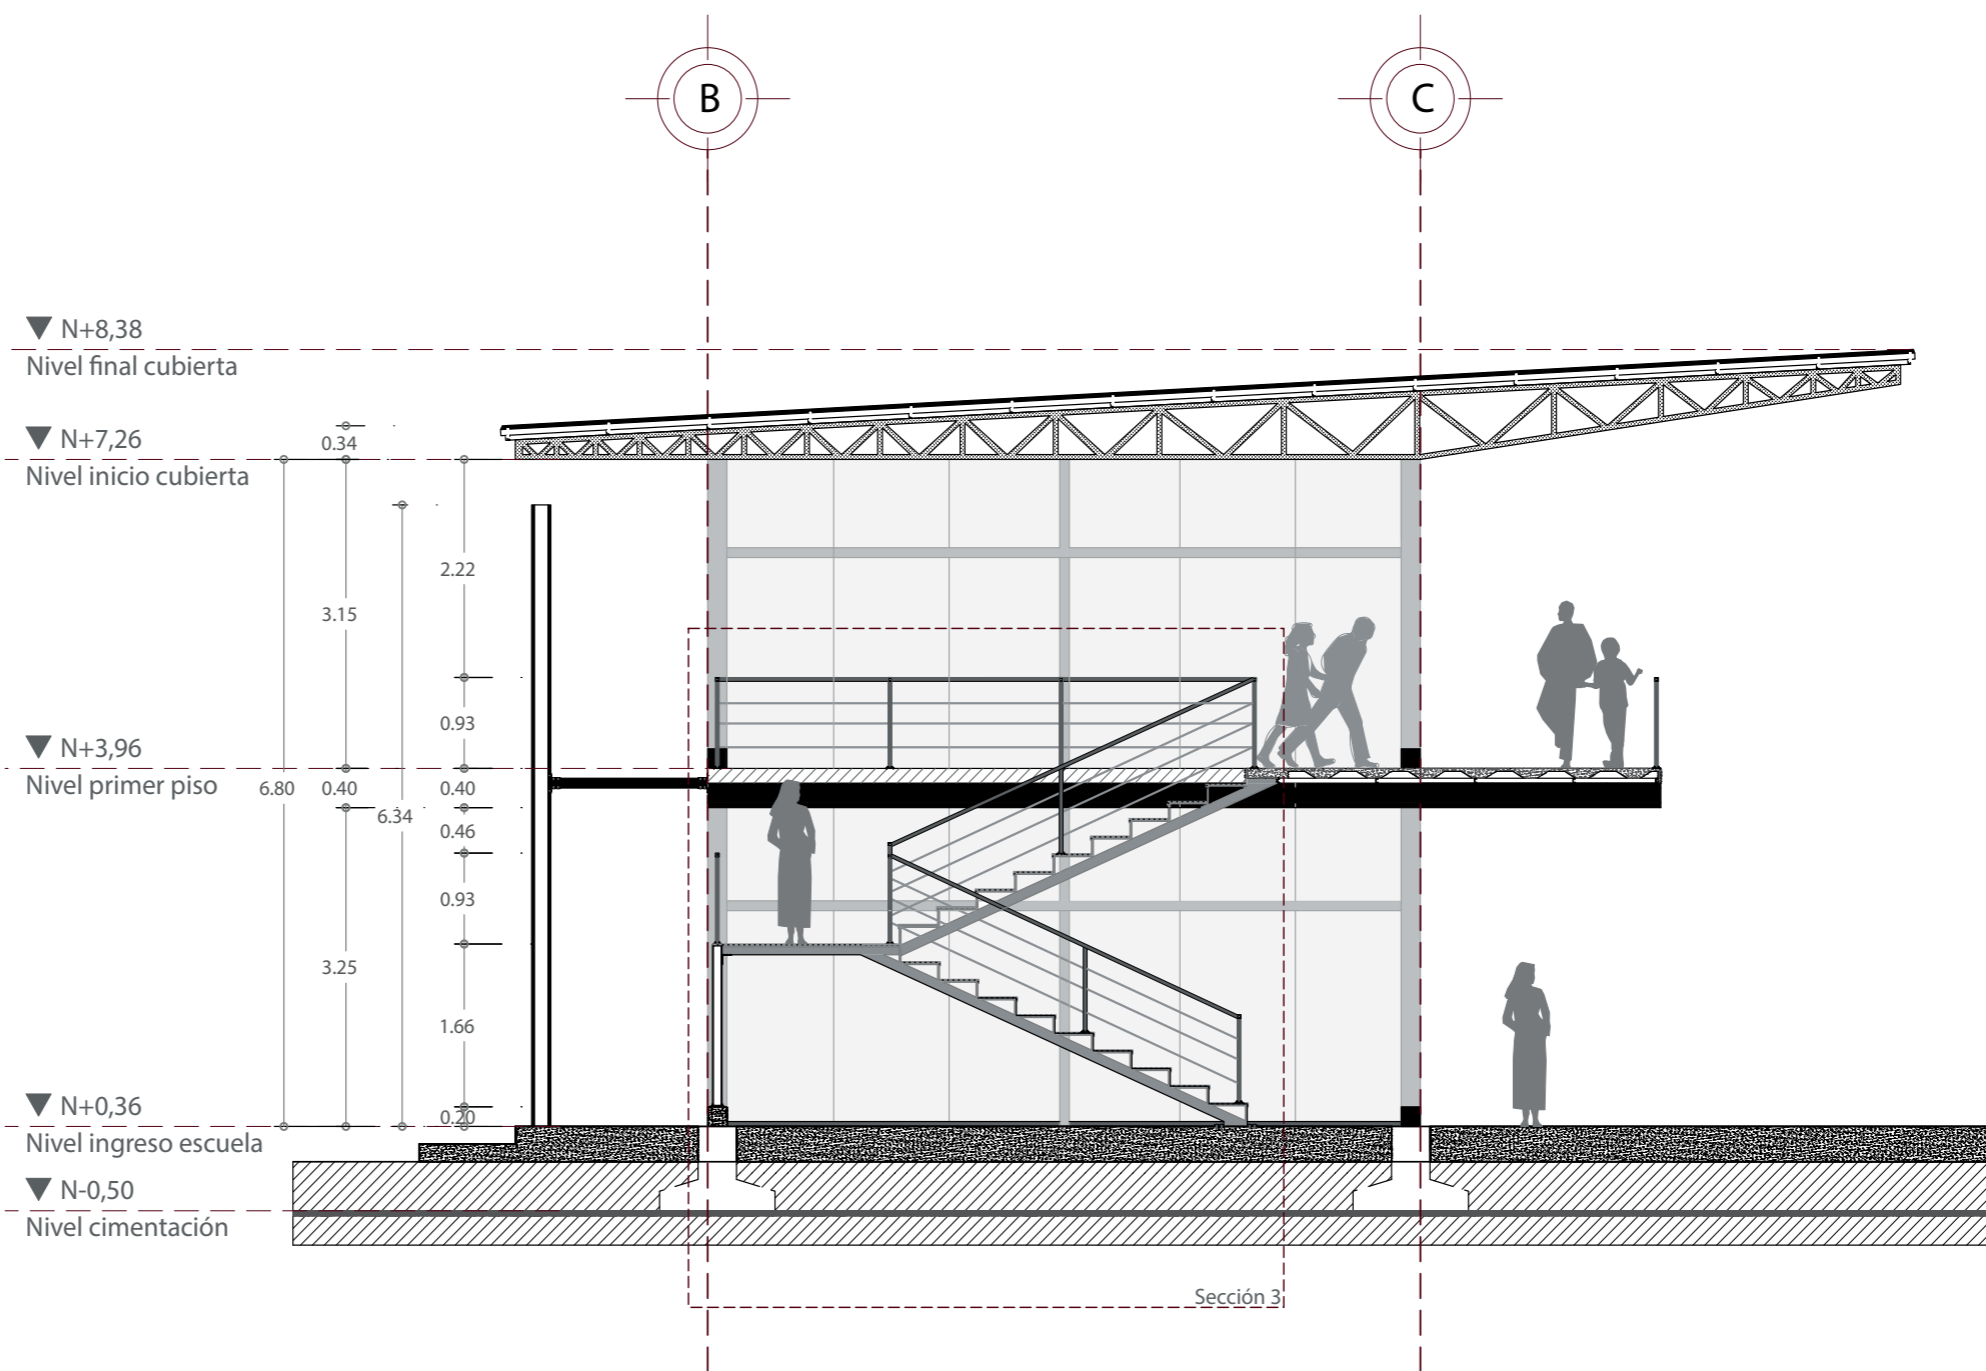 B
C
N+8,38
Nivel final cubierta
N+7,26
0.34
Nivel inicio cubierta
2.22
3.15
0.93
N+3,96
Nivel primer piso
6.80
0.40
0.40
6.34
0.46
0.93
3.25
1.66
N+0,36
0.20
Nivel ingreso escuela
N-0,50
Nivel cimentación
Sección 3